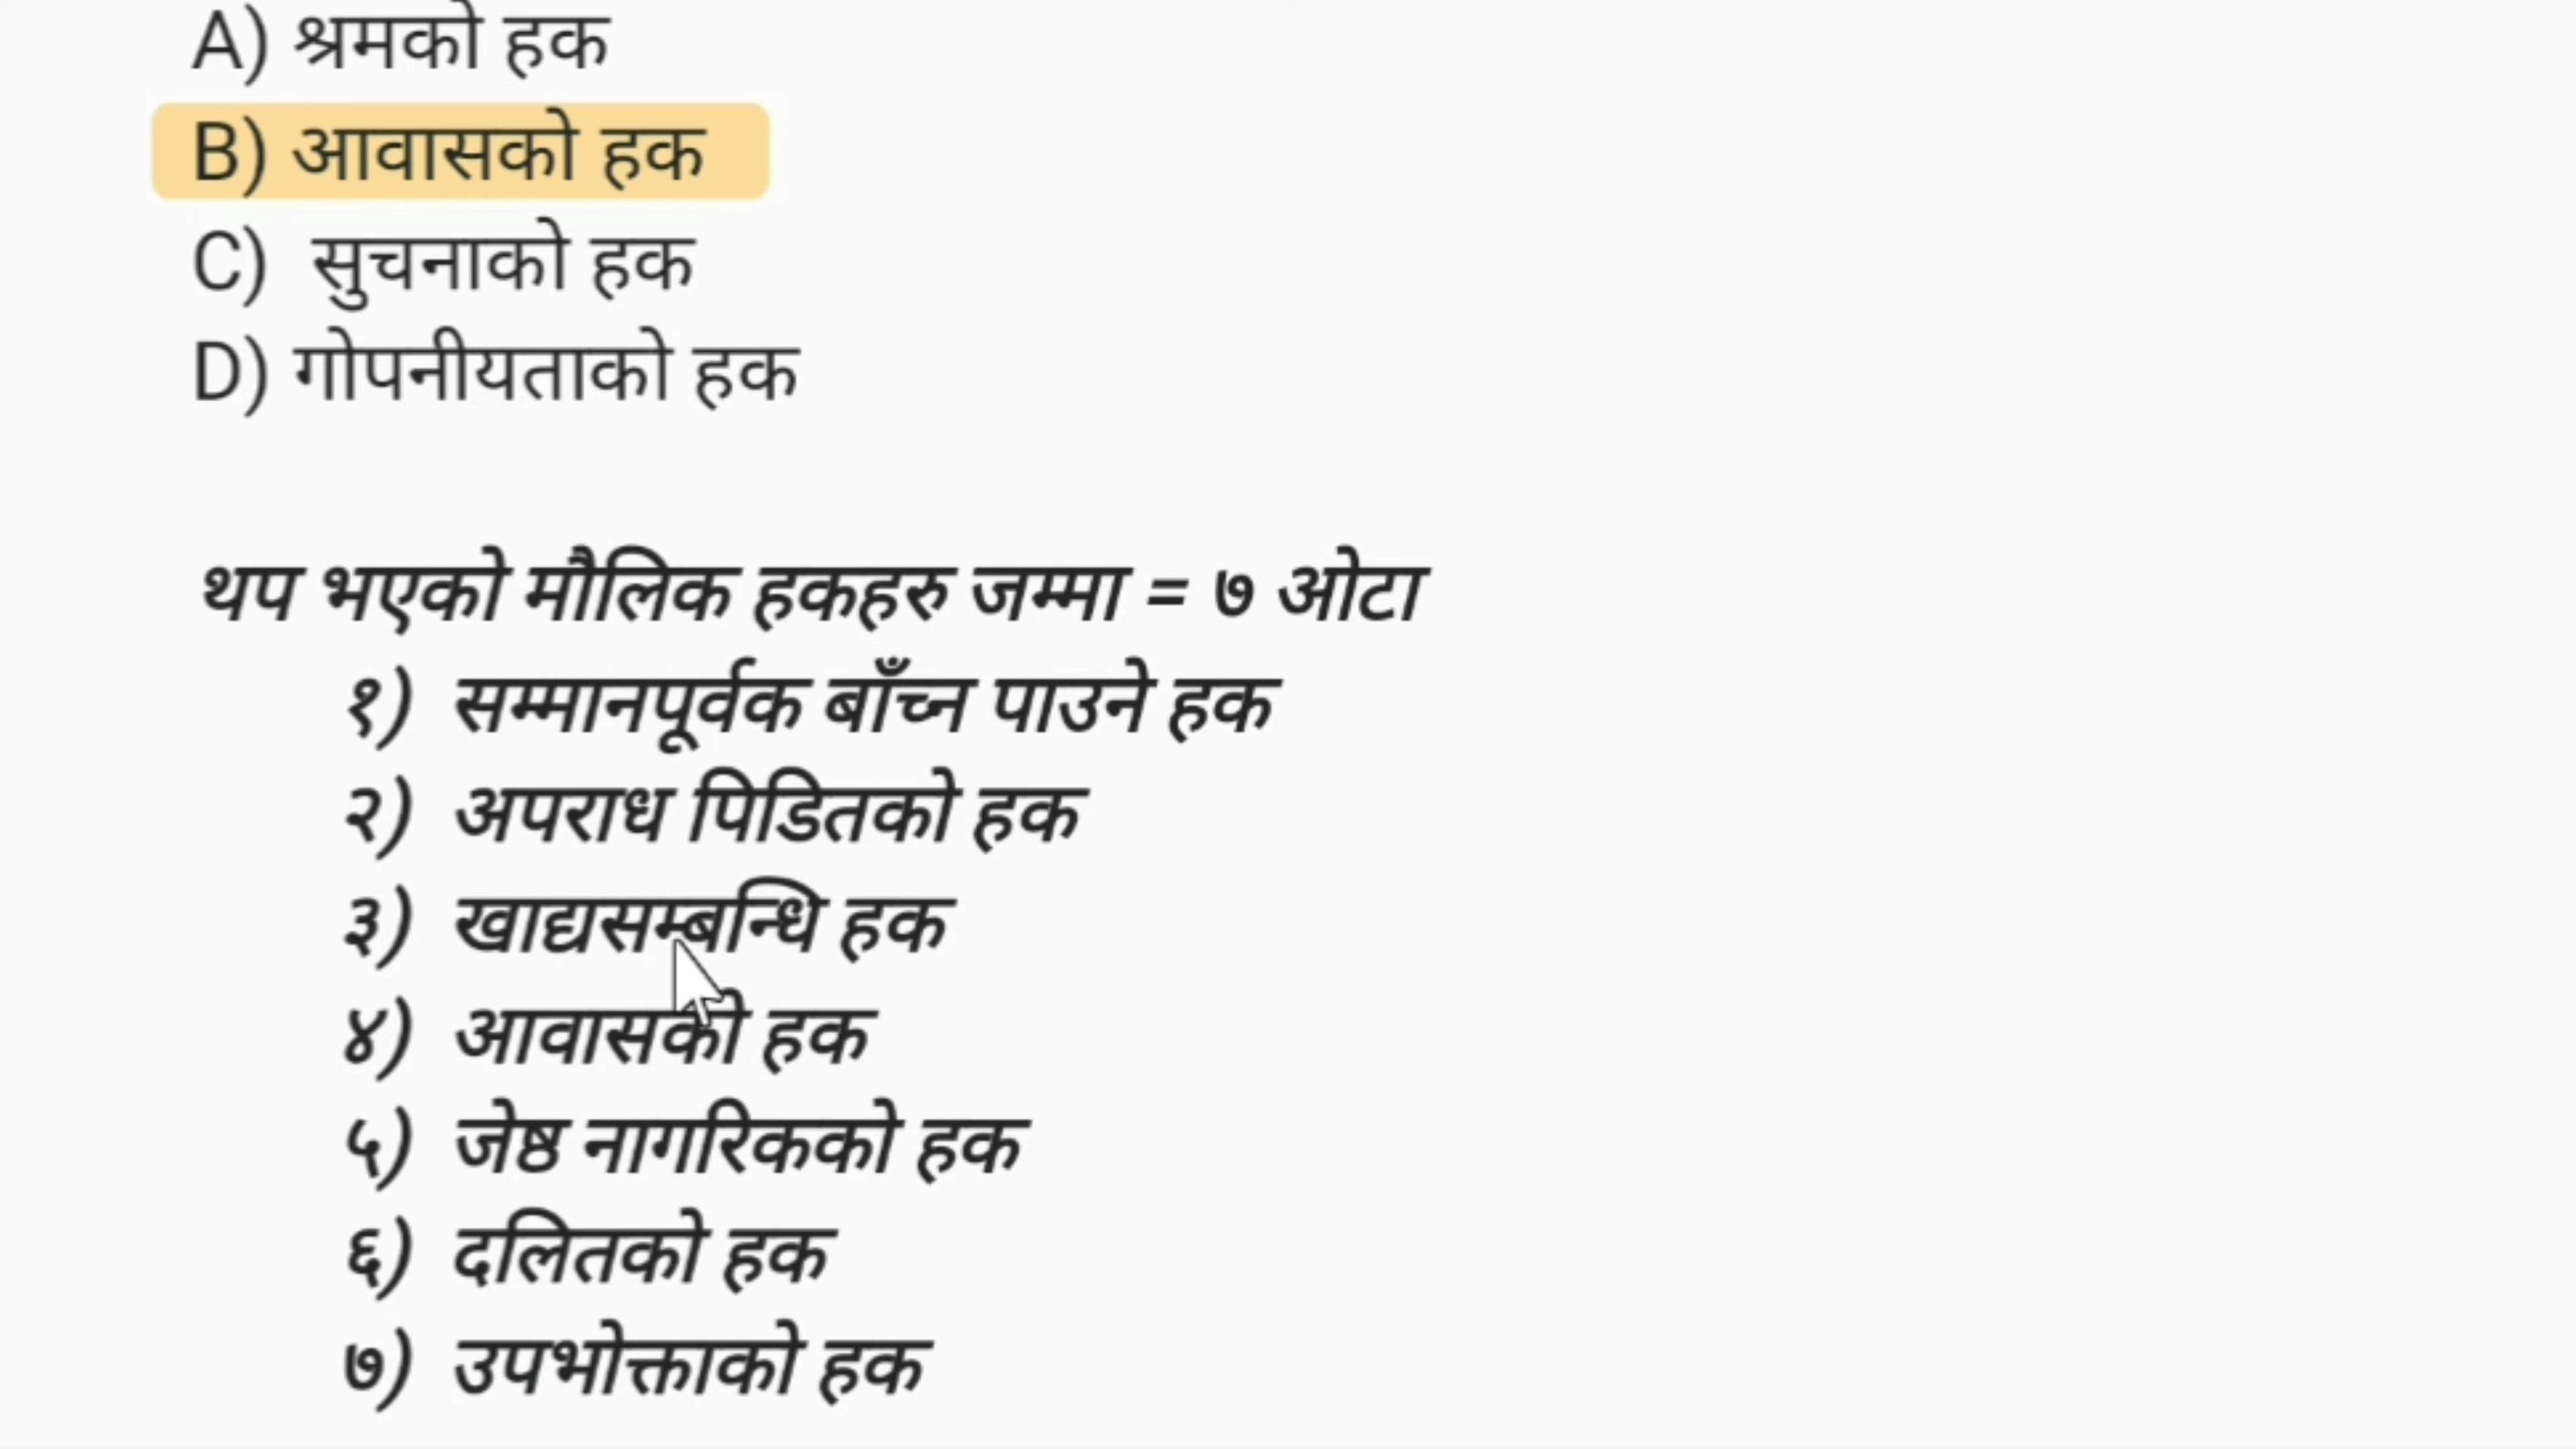 A) श्रमको हक
B) आवासको हक
C) सुचनाको हक
D) गोपनीयताको हक
थप भएको मौलिक हकहरु जम्मा = ७ ओटा
१) सम्मानपूर्वक बाँच्न पाउने हक
२) अपराध पिडितको हक
३) खाद्यसम्बन्धि हक
४) आवासको हक
५) जेष्ठ नागरिकको हक
६) दलितको हक
७) उपभोक्ताको हक